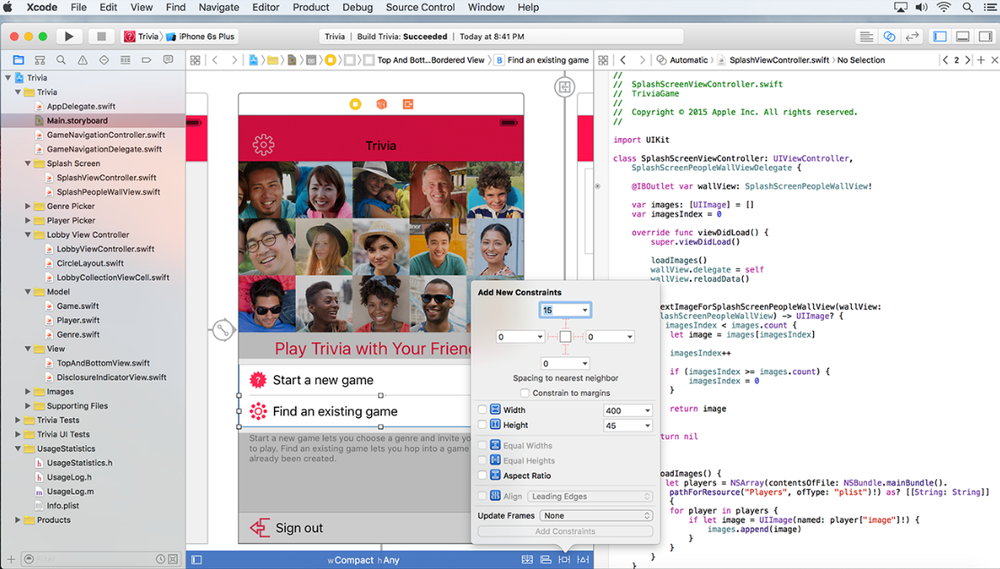 Xcode File Edit View Find Navigate Editor Product Debug Source Control Window Help
Trivia iPhone 6s Plus
Trivia | Build Trivia: Succeeded | Today at 8:41 PM
Top And Bott...Bordered View B Find an existing game
Automatic SplashViewController.swift No Selection 2
Trivia
Trivia
AppDelegate.swift
Main.storyboard
GameNavigationController.swift
GameNavigationDelegate.swift
Splash Screen
SplashViewController.swift
SplashPeopleWallView.swift
Genre Picker
Player Picker
Lobby View Controller
LobbyViewController.swift
CircleLayout.swift
LobbyCollectionViewCell.swift
Model
Game.swift
Player.swift
Genre.swift
View
TopAndBottomView.swift
DisclosureIndicatorView.swift
Images
Supporting Files
Trivia Tests
Trivia UI Tests
UsageStatistics
h UsageStatistics.h
h UsageLog.h
m UsageLog.m
Info.plist
Products
Filter
Trivia
Play Trivia with Your Frien
Start a new game
Find an existing game
Start a new game lets you choose a genre and invite you
to play. Find an existing game lets you hop into a game
already been created.
Sign out
wCompact hAny
Add New Constraints
15
0 0
0
Spacing to nearest neighbor
Constrain to margins
Width 400
Height 45
Equal Widths
Equal Heights
Aspect Ratio
Align Leading Edges
Update Frames None
Add Constraints
//
// SplashScreenViewController.swift
// TriviaGame
//
// Copyright © 2015 Apple Inc. All rights reserved.
//
import UIKit
class SplashScreenViewController: UIViewController,
SplashScreenPeopleWallViewDelegate {
@IBOutlet var wallView: SplashScreenPeopleWallView!
var images: [UIImage] = []
var imagesIndex = 0
override func viewDidLoad() {
super.viewDidLoad()
loadImages()
wallView.delegate = self
wallView.reloadData()
extImageForSplashScreenPeopleWallView(wallView:
lashScreenPeopleWallView) -> UIImage? {
imagesIndex < images.count {
let image = images[imagesIndex]
imagesIndex++
if (imagesIndex >= images.count) {
imagesIndex = 0
}
return image
turn nil
oadImages() {
let players = NSArray(contentsOfFile: NSBundle.mainBundle().
pathForResource("Players", ofType: "plist")!) as? [[String: String]]
{
for player in players {
if let image = UIImage(named: player["image"]!) {
images.append(image)
}
}
}
}